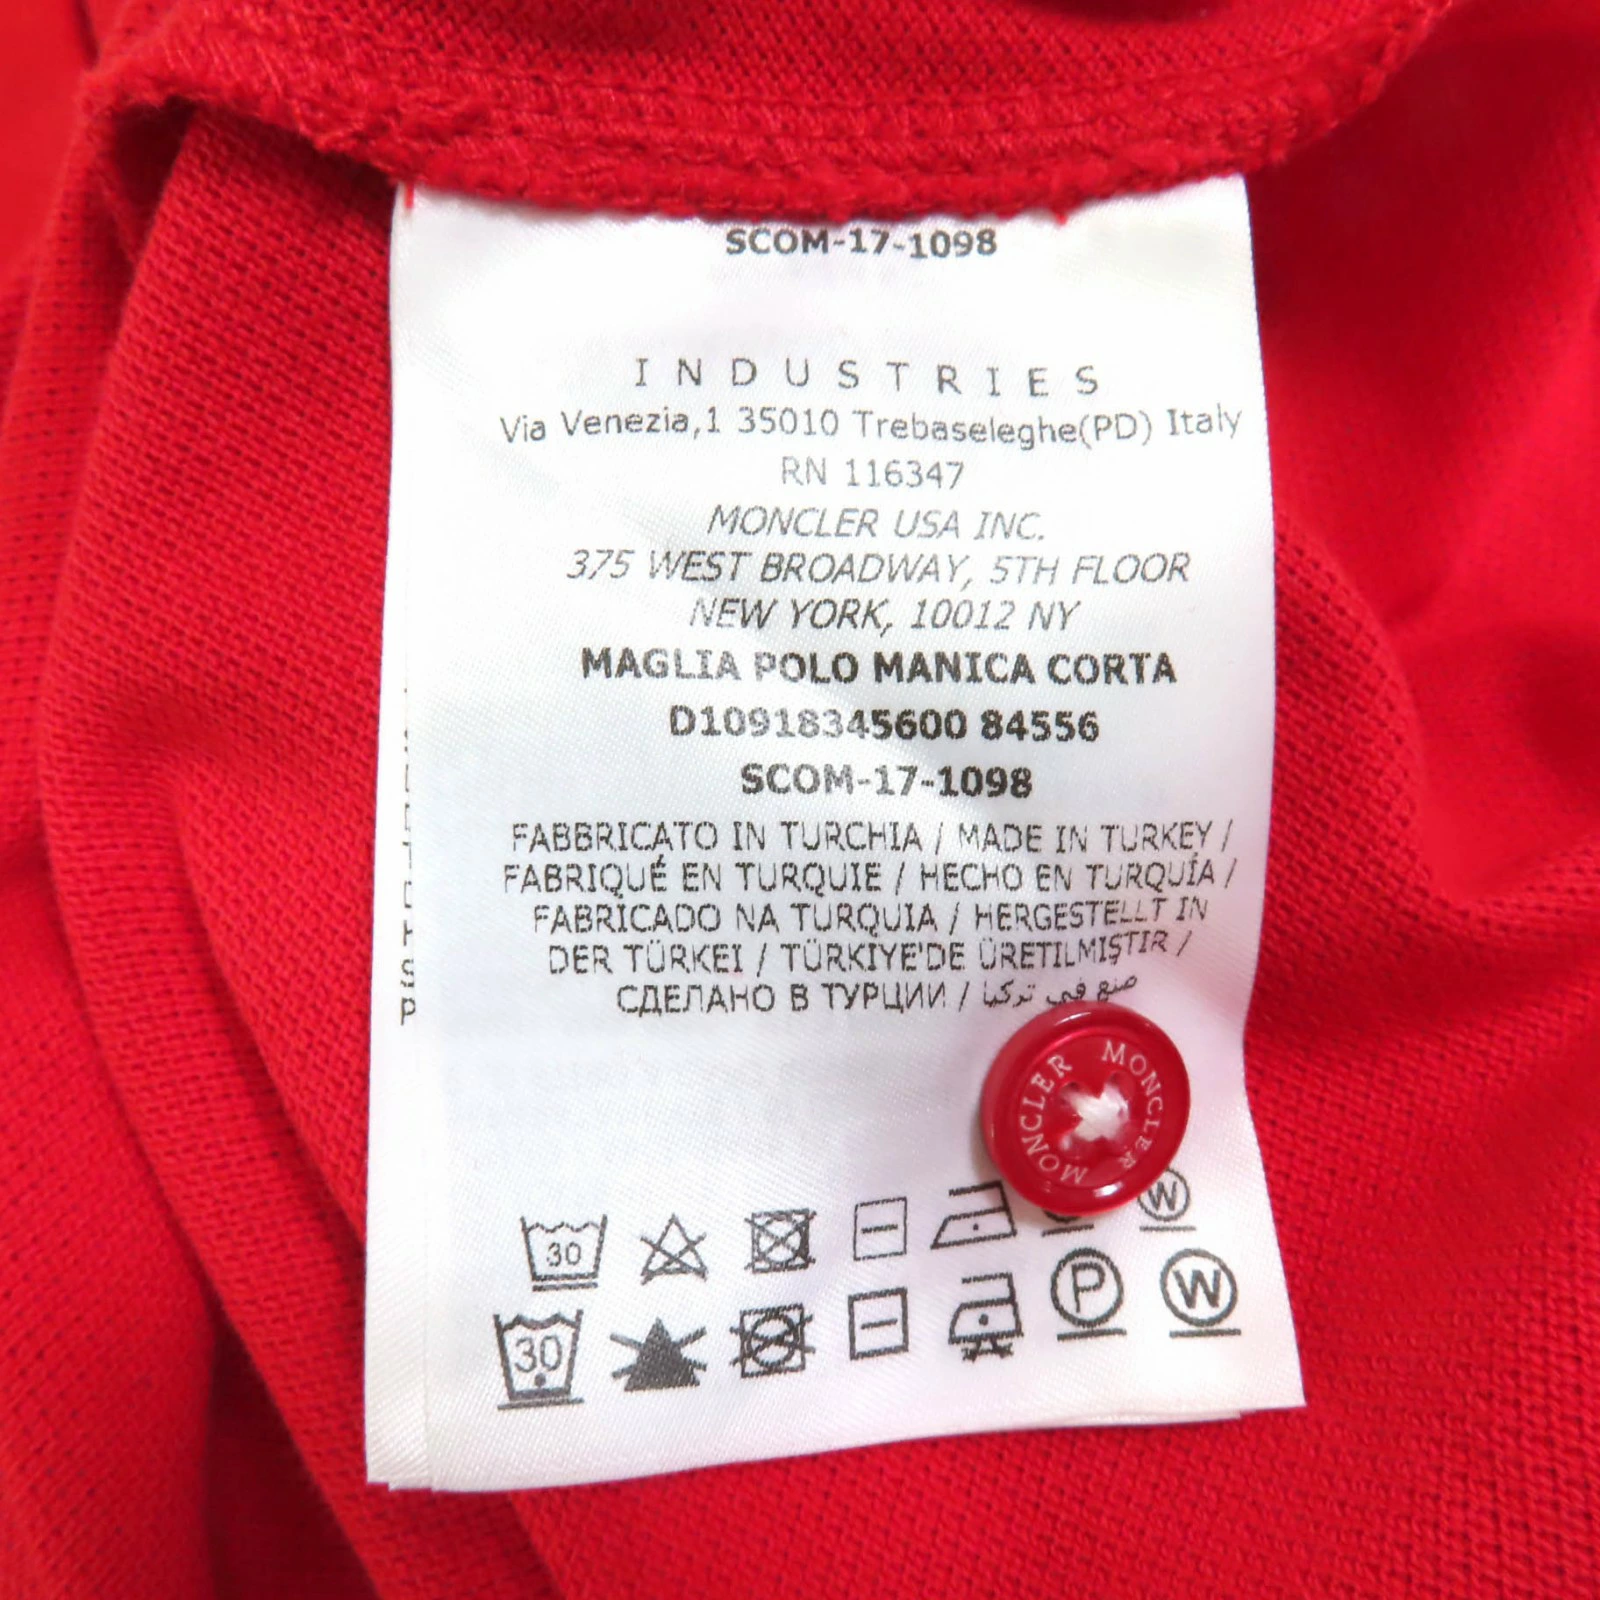 SCOM-17-1098
INDUSTRIES
Via Venezia,1 35010 Trebaseleghe(PD) Italy
RN 116347
MONCLER USA INC.
375 WEST BROADWAY, 5TH FLOOR
NEW YORK, 10012 NY
MAGLIA POLO MANICA CORTA
D10918345600 84556
SCOM-17-1098
FABBRICATO IN TURCHIA / MADE IN TURKEY /
FABRIQUÉ EN TURQUIE / HECHO EN TURQUÍA /
FABRICADO NA TURQUIA / HERGESTELLT IN
DER TÜRKEI / TÜRKIYE'DE ÜRETILMIŞTIR /
СДЕЛАНО В ТУРЦИИ / صنع في تركيا
MONCLER MONCLER M
30
W
30
P
W
S
P